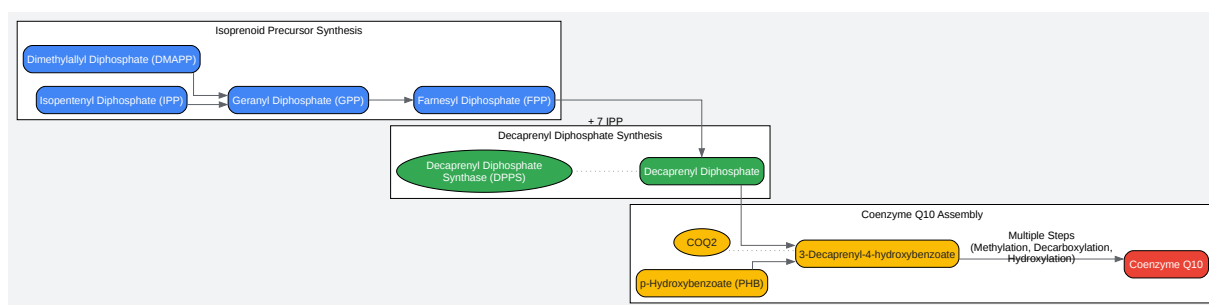 Isoprenoid Precursor Synthesis
Dimethylallyl Diphosphate (DMAPP)
Isopentenyl Diphosphate (IPP)
Geranyl Diphosphate (GPP)
Farnesyl Diphosphate (FPP)
+ 7 IPP
Decaprenyl Diphosphate Synthesis
Decaprenyl Diphosphate
Synthase (DPPS)
Decaprenyl Diphosphate
Coenzyme Q10 Assembly
COQ2
p-Hydroxybenzoate (PHB)
3-Decaprenyl-4-hydroxybenzoate
Multiple Steps
(Methylation, Decarboxylation,
Hydroxylation)
Coenzyme Q10